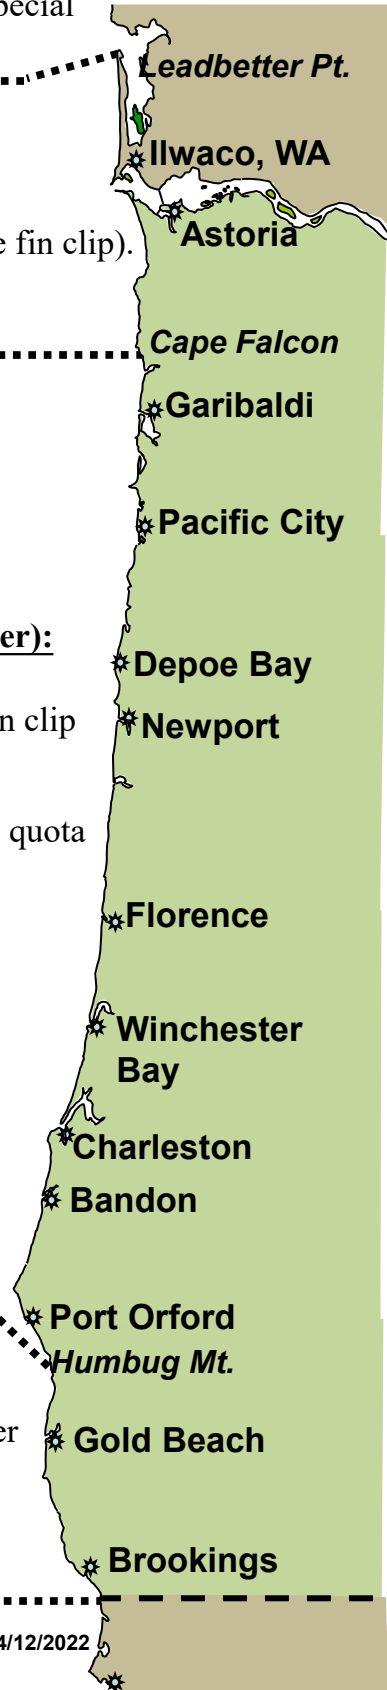 Leadbetter Pt.
Ilwaco, WA
Astoria
e fin clip).
Cape Falcon
Garibaldi
Pacific City
er):
Depoe Bay
n clip
Newport
quota
Florence
Winchester
Bay
Charleston
Bandon
Port Orford
Humbug Mt.
er
Gold Beach
Brookings
4/12/2022